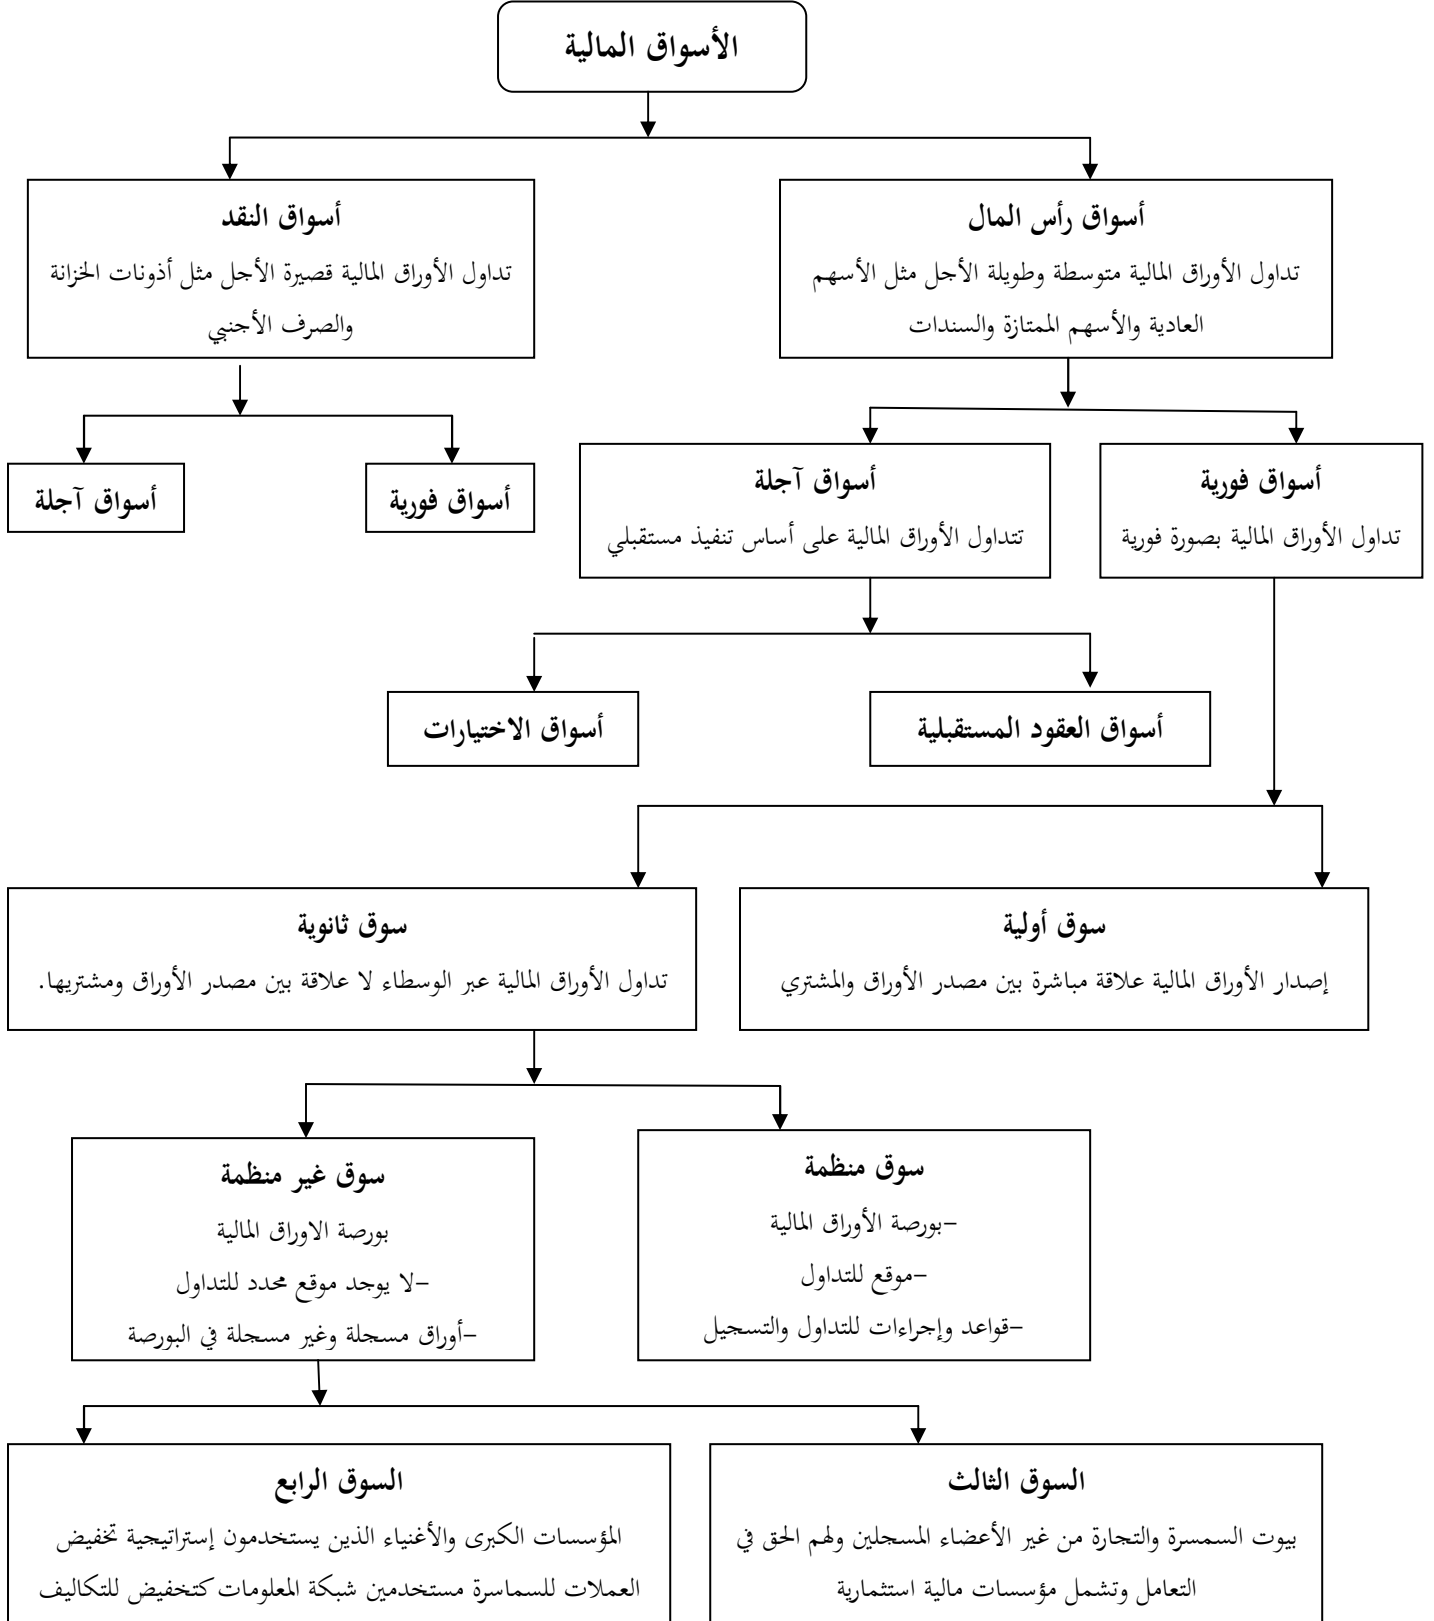 الأسواق المالية
أسواق رأس المال
تداول الأوراق المالية متوسطة وطويلة الأجل مثل الأسهم
العادية والأسهم الممتازة والسندات
أسواق النقد
تداول الأوراق المالية قصيرة الأجل مثل أذونات الخزانة
والصرف الأجنبي
أسواق فورية
تداول الأوراق المالية بصورة فورية
أسواق آجلة
تتداول الأوراق المالية على أساس تنفيذ مستقبلي
أسواق فورية
أسواق آجلة
أسواق العقود المستقبلية
أسواق الاختيارات
سوق أولية
إصدار الأوراق المالية علاقة مباشرة بين مصدر الأوراق والمشتري
سوق ثانوية
تداول الأوراق المالية عبر الوسطاء لا علاقة بين مصدر الأوراق ومشتريها.
سوق منظمة
-بورصة الأوراق المالية
-موقع للتداول
-قواعد وإجراءات للتداول والتسجيل
سوق غير منظمة
بورصة الاوراق المالية
-لا يوجد موقع محدد للتداول
-أوراق مسجلة وغير مسجلة في البورصة
السوق الثالث
بيوت السمسرة والتجارة من غير الأعضاء المسجلين ولهم الحق في
التعامل وتشمل مؤسسات مالية استثمارية
السوق الرابع
المؤسسات الكبرى والأغنياء الذين يستخدمون إستراتيجية تخفيض
العملات للسماسرة مستخدمين شبكة المعلومات كتخفيض للتكاليف